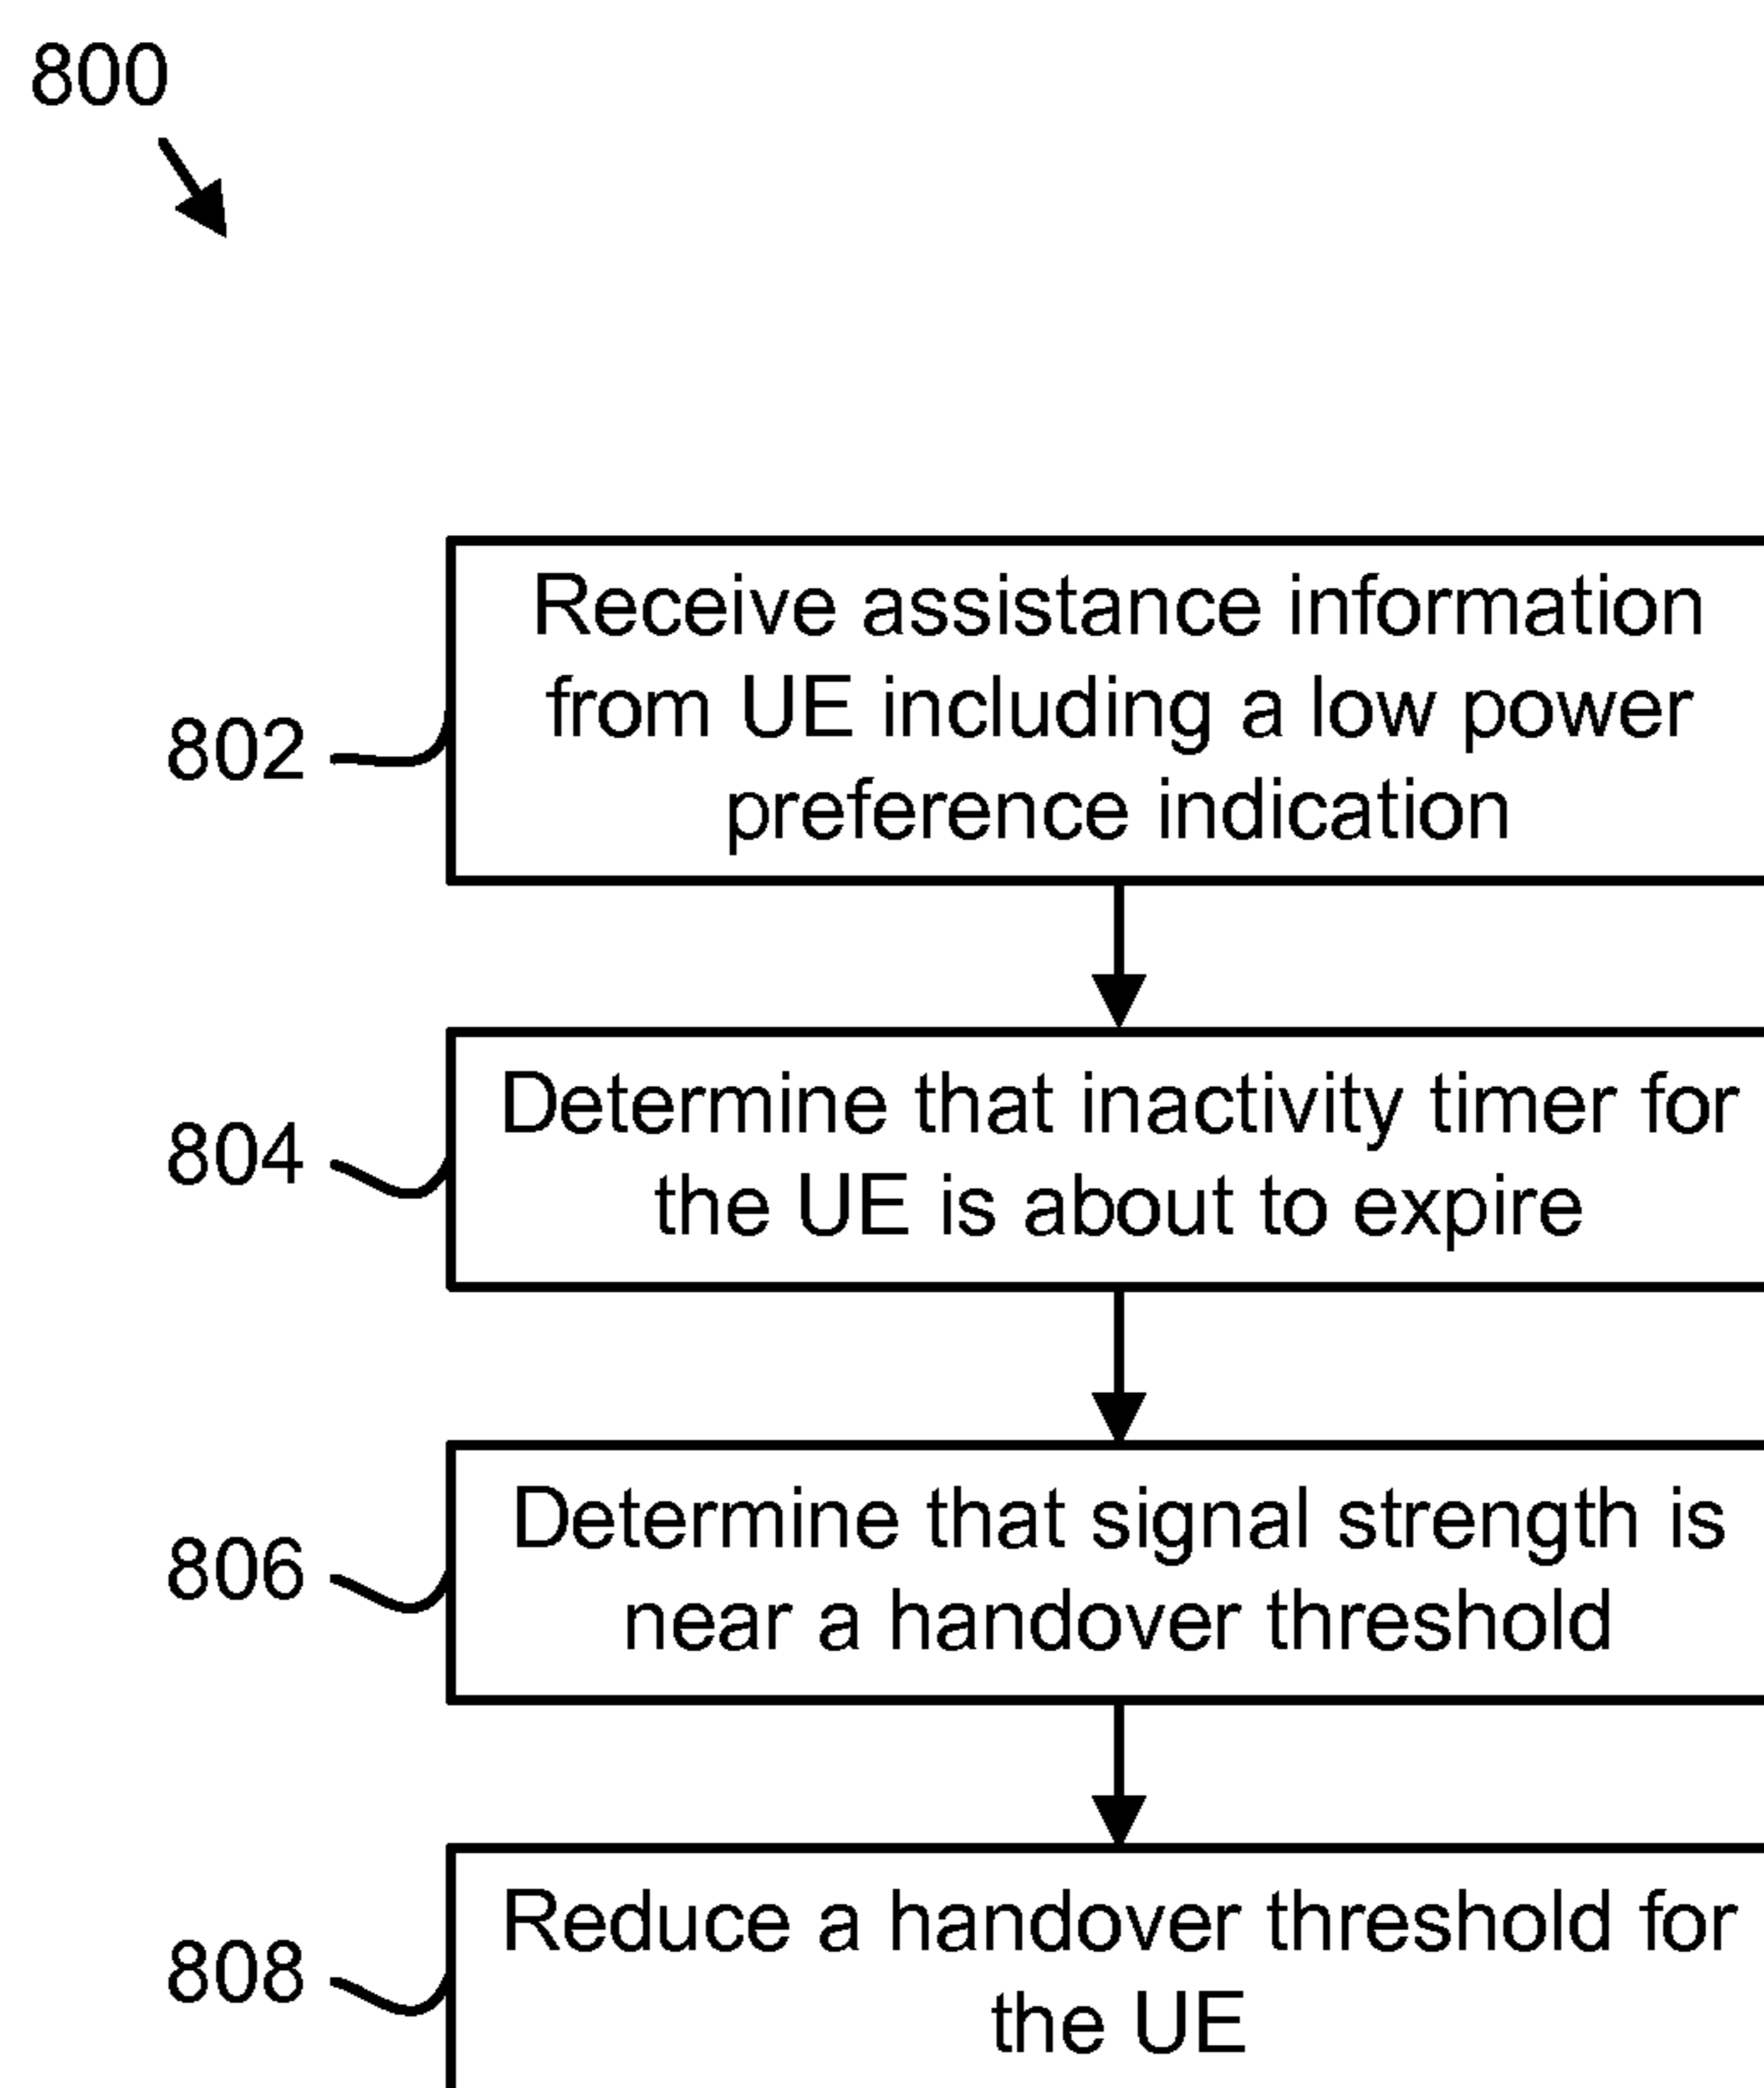 800
802
Receive assistance information
from UE including a low power
preference indication
804
Determine that inactivity timer for
the UE is about to expire
806
Determine that signal strength is
near a handover threshold
808
Reduce a handover threshold for
the UE